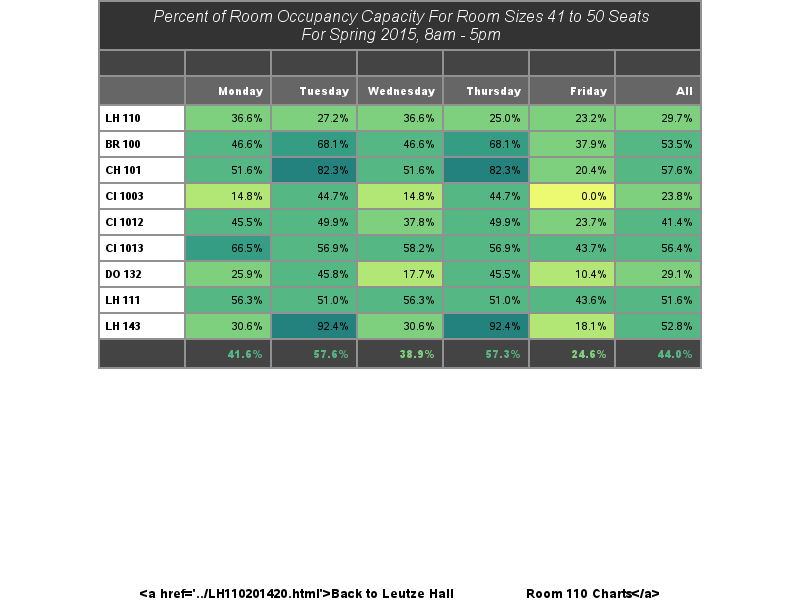 Percent of Room Occupancy Capacity For Room Sizes 41 to 50 Seats
For Spring 2015, 8am - 5pm
Monday Tuesday Wednesday Thursday Friday All
LH 110 36.6% 27.2% 36.6% 25.0% 23.2% 29.7%
BR 100 46.6% 68.1% 46.6% 68.1% 37.9% 53.5%
CH 101 51.6% 82.3% 51.6% 82.3% 20.4% 57.6%
CI 1003 14.8% 44.7% 14.8% 44.7% 0.0% 23.8%
CI 1012 45.5% 49.9% 37.8% 49.9% 23.7% 41.4%
CI 1013 66.5% 56.9% 58.2% 56.9% 43.7% 56.4%
DO 132 25.9% 45.8% 17.7% 45.5% 10.4% 29.1%
LH 111 56.3% 51.0% 56.3% 51.0% 43.6% 51.6%
LH 143 30.6% 92.4% 30.6% 92.4% 18.1% 52.8%
41.6% 57.6% 38.9% 57.3% 24.6% 44.0%
<a href='../LH110201420.html'>Back to Leutze Hall Room 110 Charts</a>